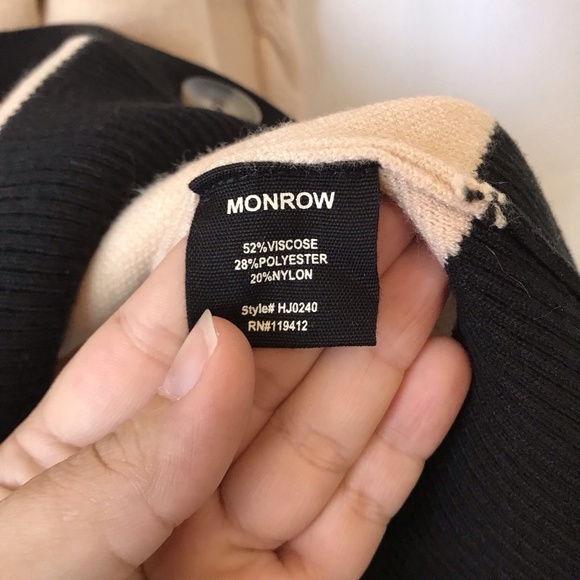 MONROW
52%VISCOSE
28%POLYESTER
20%NYLON
Style# HJ0240
RN#119412